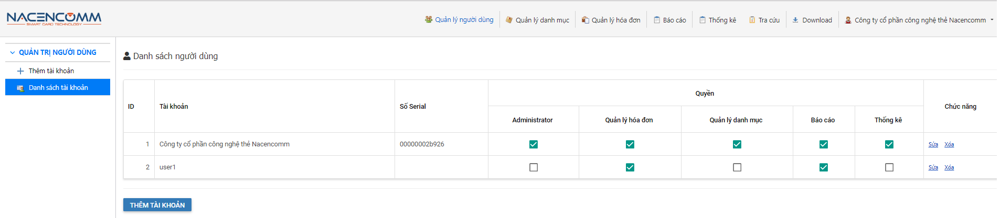 NACENCOMM
SMART CARD TECHNOLOGY
Quản lý người dùng
Quản lý danh mục
Quản lý hóa đơn
Báo cáo
Thống kê
Tra cứu
Download
Công ty cổ phần công nghệ thẻ Nacencomm
QUẢN TRỊ NGƯỜI DÙNG
Thêm tài khoản
Danh sách tài khoản
Danh sách người dùng
ID
Tài khoản
Số Serial
Quyền
Chức năng
Administrator
Quản lý hóa đơn
Quản lý danh mục
Báo cáo
Thống kê
1 Công ty cổ phần công nghệ thẻ Nacencomm 00000002b926 Sửa Xóa
2 user1 Sửa Xóa
THÊM TÀI KHOẢN